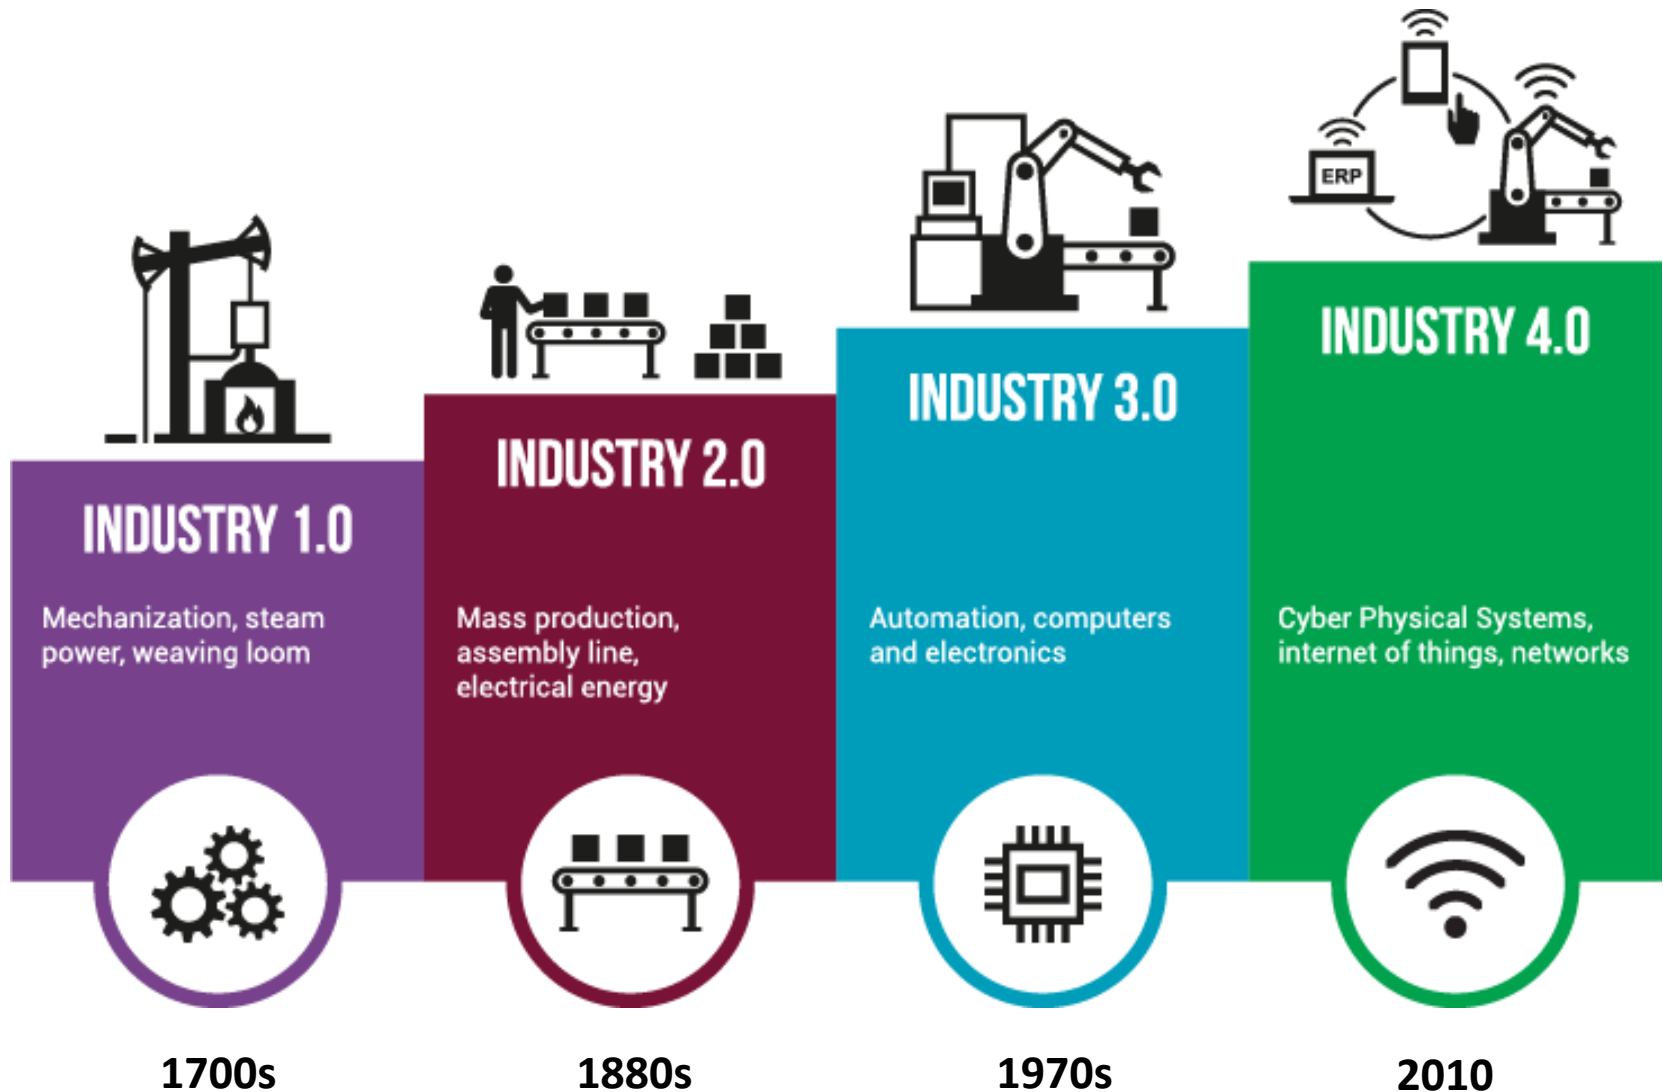 ERP
INDUSTRY 1.0
Mechanization, steam
power, weaving loom
1700s
INDUSTRY 2.0
Mass production,
assembly line,
electrical energy
1880s
INDUSTRY 3.0
Automation, computers
and electronics
1970s
INDUSTRY 4.0
Cyber Physical Systems,
internet of things, networks
2010